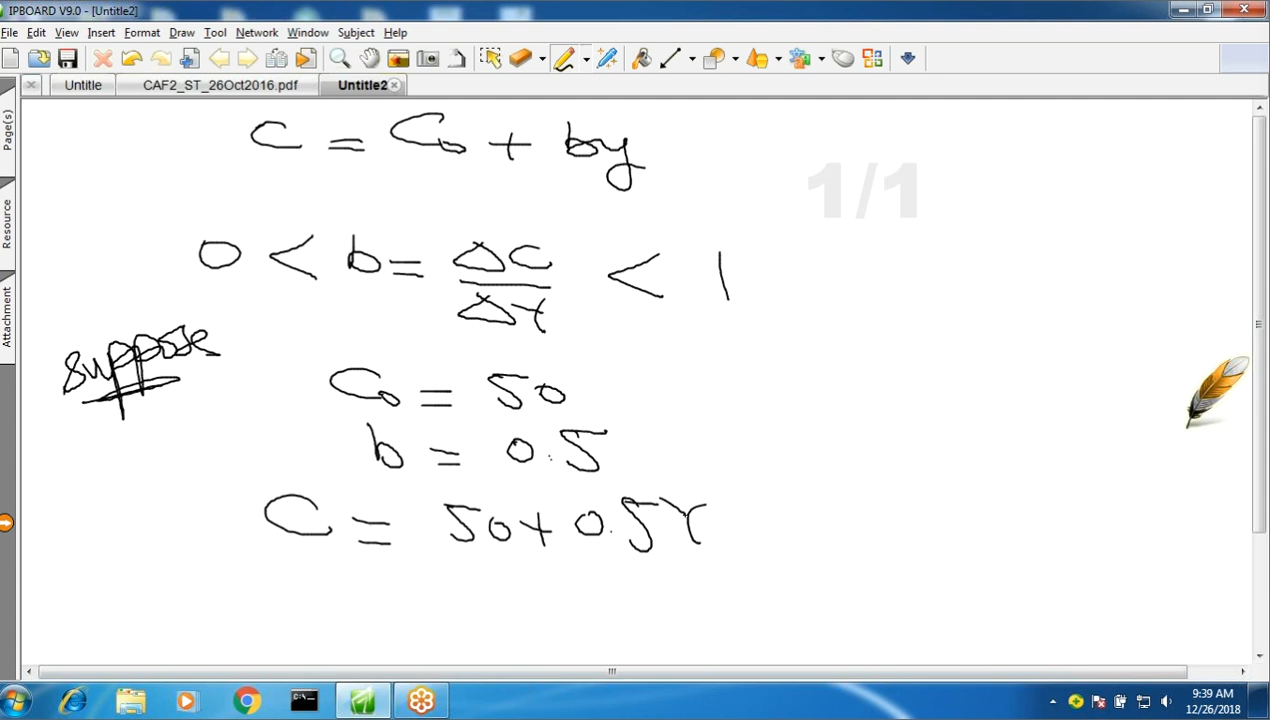 IPBOARD V9.0 - [Untitle2]
File Edit View Insert Format Draw Tool Network Window Subject Help
Untitle CAF2_ST_26Oct2016.pdf Untitle2
Page(s)
Resource
Attachment
1/1
C = C₀ + by
0 < b = ΔC/ΔY < 1
suppose
C₀ = 50
b = 0.5
C = 50 + 0.5Y
9:39 AM
12/26/2018